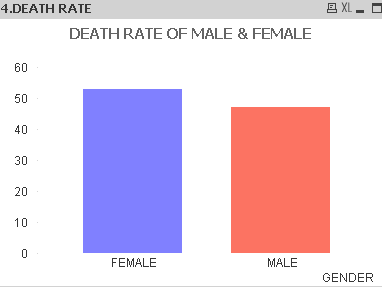 4.DEATH RATE
XL
DEATH RATE OF MALE & FEMALE
60
50
40
30
20
10
0
FEMALE
MALE
GENDER